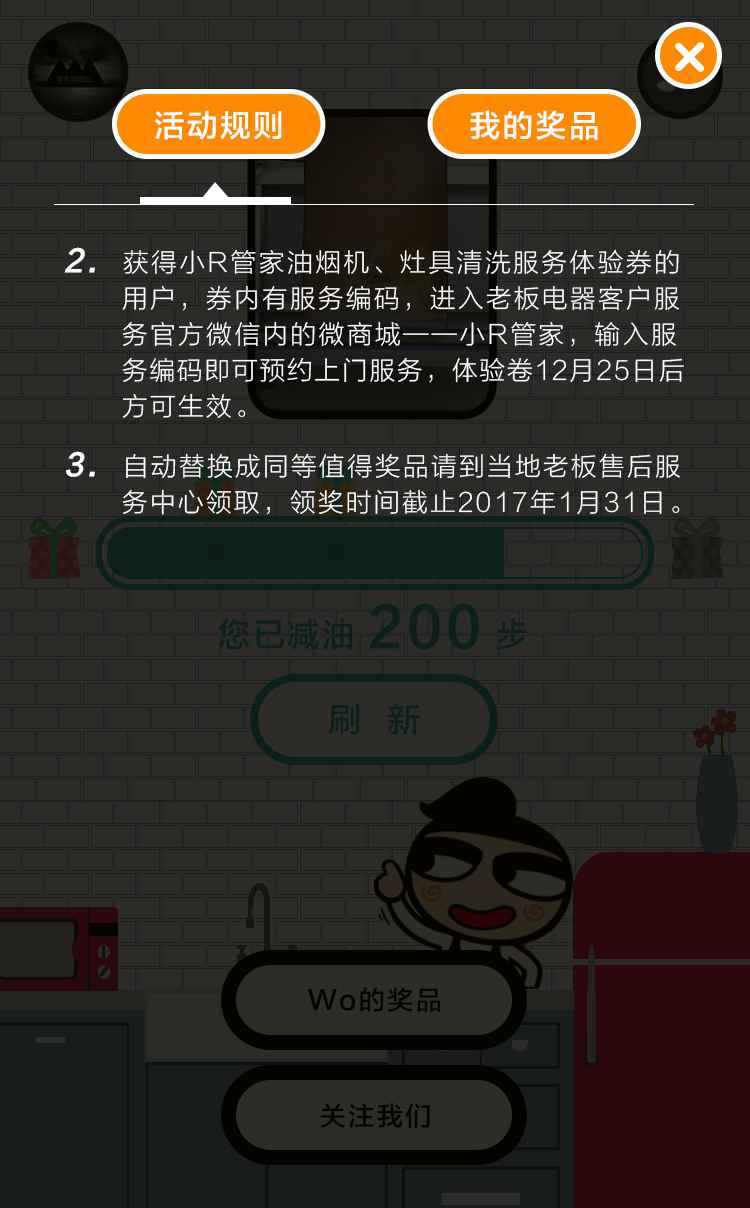 活动规则
我的奖品
2. 获得小R管家油烟机、灶具清洗服务体验券的
用户，券内有服务编码，进入老板电器客户服
务官方微信内的微商城——小R管家，输入服
务编码即可预约上门服务，体验卷12月25日后
方可生效。
3. 自动替换成同等值得奖品请到当地老板售后服
务中心领取，领奖时间截止2017年1月31日。
您已减油 200 步
刷 新
Wo的奖品
关注我们